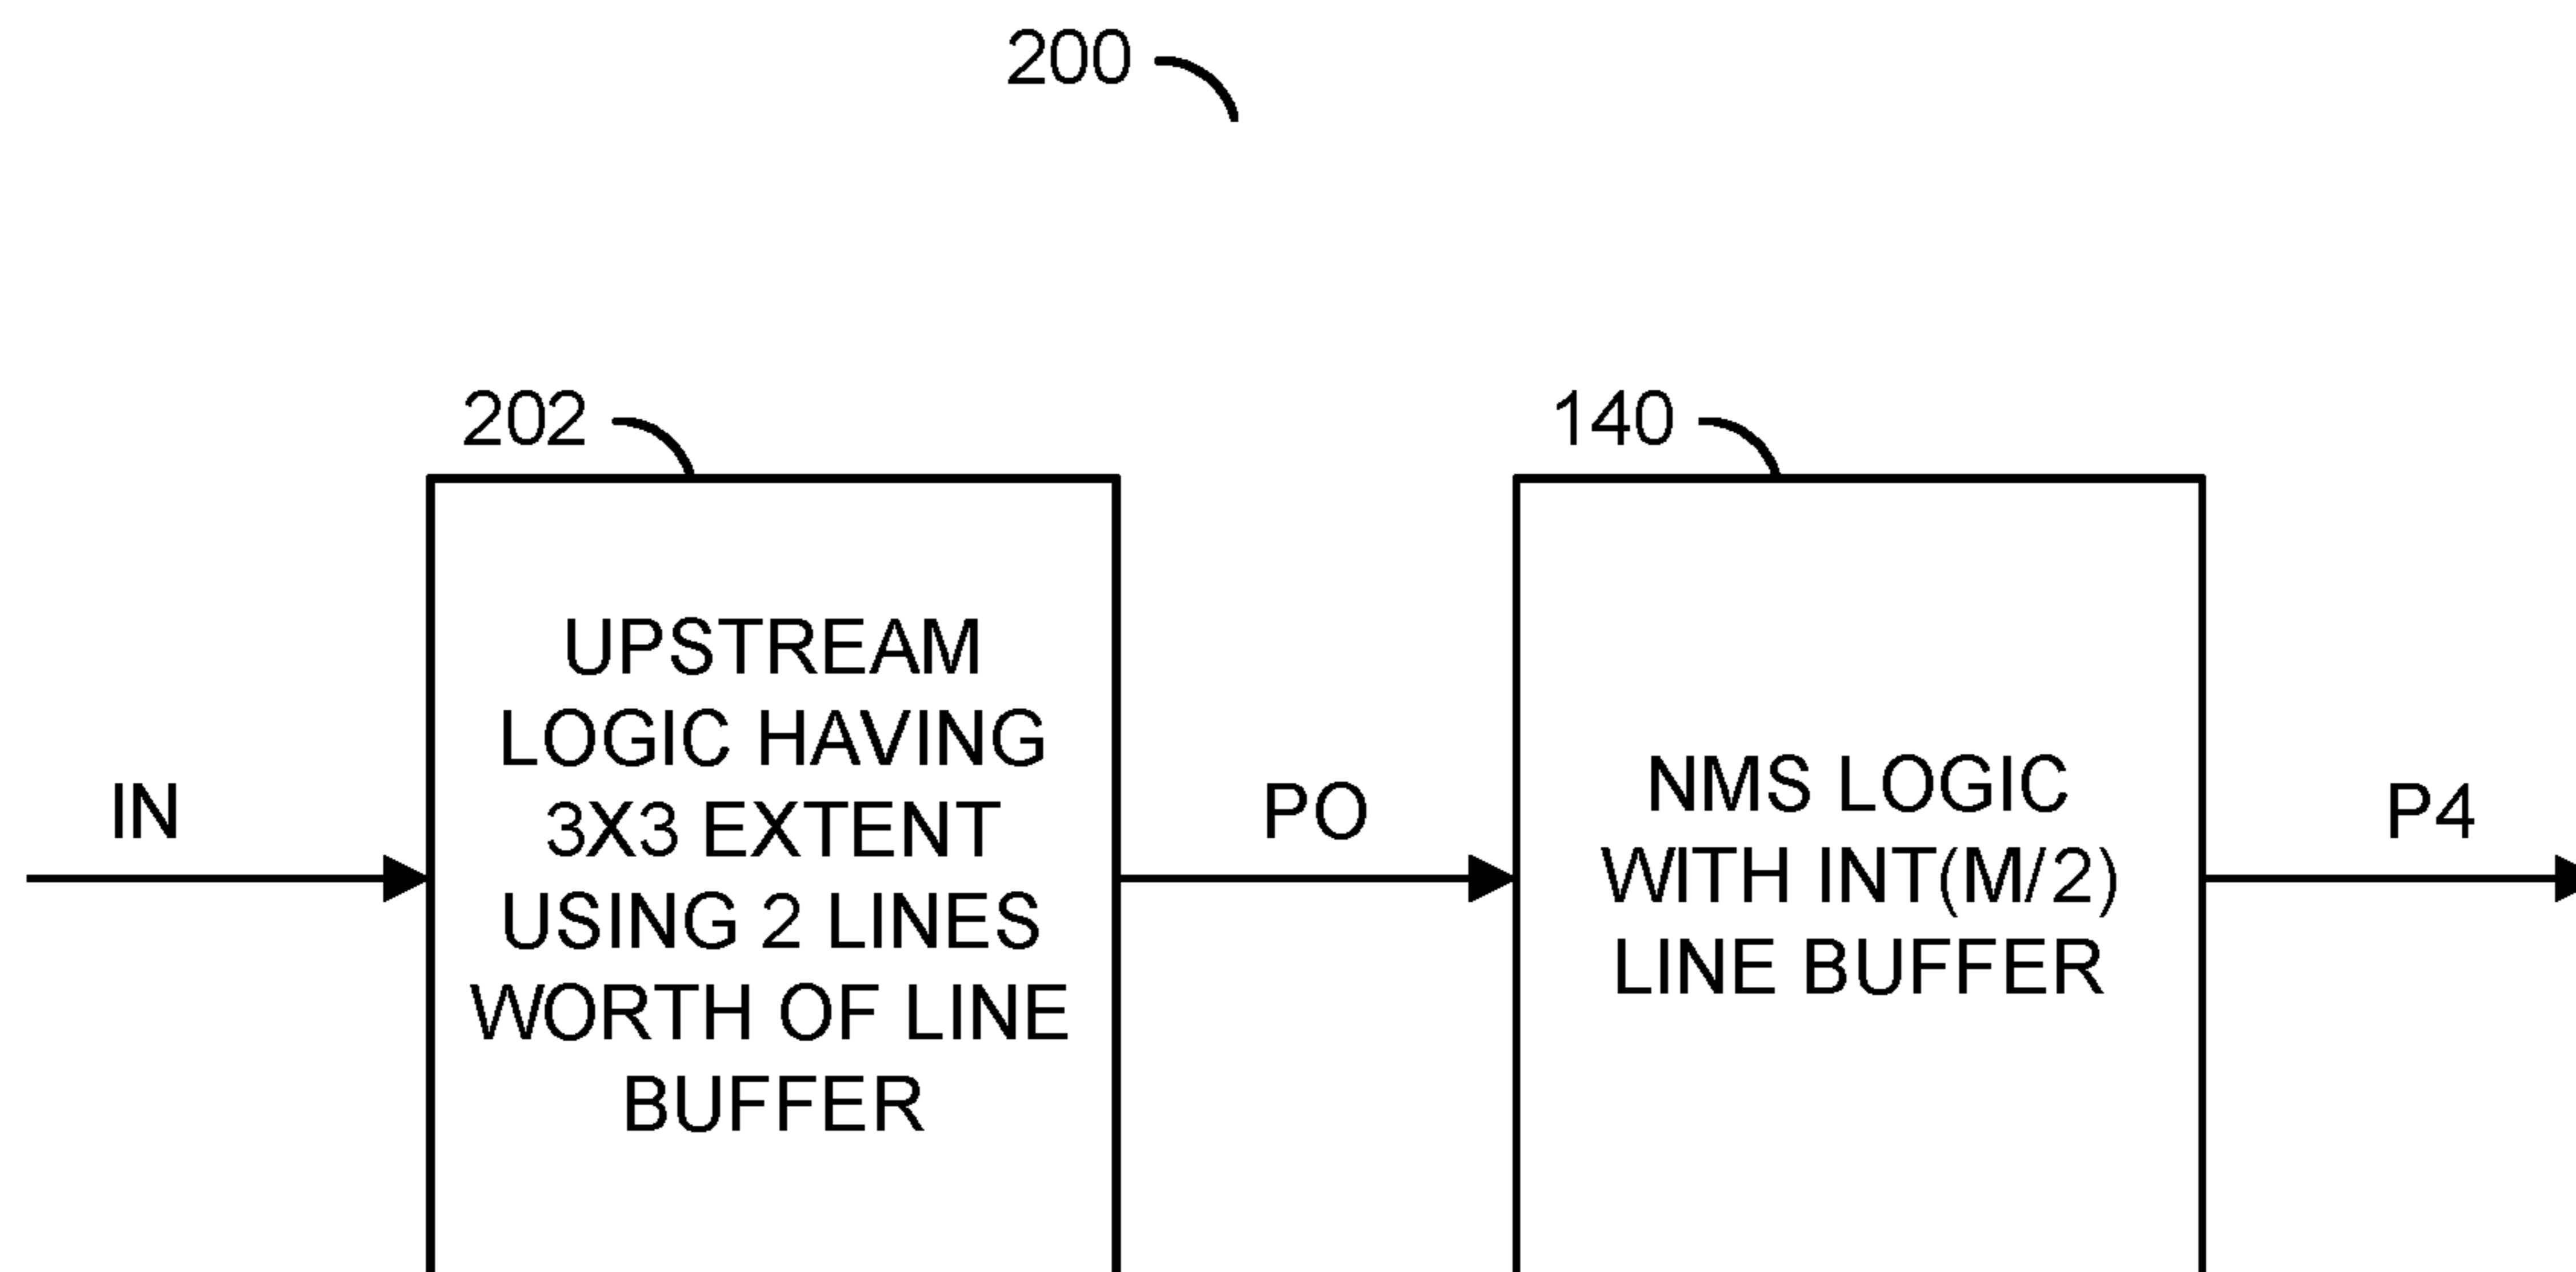 200
202
140
UPSTREAM
LOGIC HAVING
3X3 EXTENT
USING 2 LINES
WORTH OF LINE
BUFFER
IN
PO
NMS LOGIC
WITH INT(M/2)
LINE BUFFER
P4